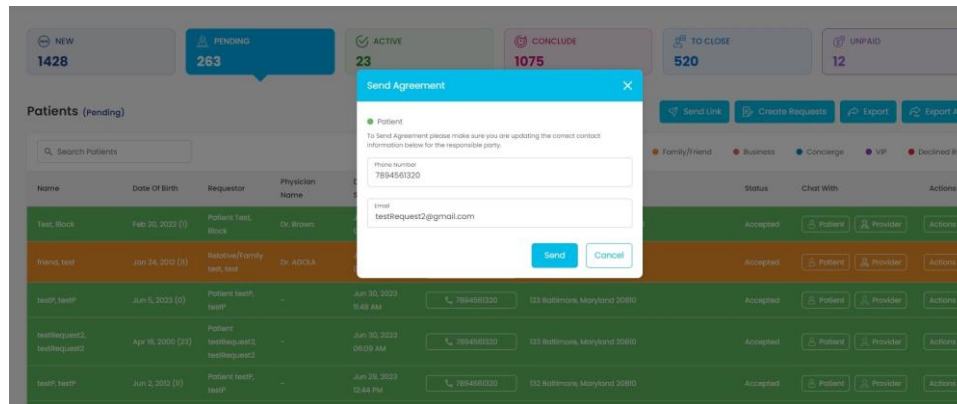 NEW
1428
PENDING
263
ACTIVE
23
CONCLUDE
1075
TO CLOSE
520
UNPAID
12
Send Agreement
Patients (Pending)
Send Link
Create Requests
Export
Export A
Patient
To Send Agreement please make sure you are updating the correct contact
information below for the responsible party.
Search Patients
Family/Friend
Business
Concierge
VIP
Declined B
Phone Number
7894561320
Name
Date Of Birth
Requestor
Physician
Name
Status
Chat With
Actions
Email
testRequest2@gmail.com
Test, Block
Feb 20, 2022 (1)
Patient Test,
Block
Dr. Brown
Accepted
Patient
Provider
Actions
Send
Cancel
friend, test
Jan 24, 2012 (11)
Relative/Family
test, test
Dr. AGOLA
Accepted
Patient
Provider
Actions
testP, testP
Jun 5, 2023 (0)
Patient testP,
testP
-
Jun 30, 2023
11:48 AM
7894561320
123 Baltimore, Maryland 20810
Accepted
Patient
Provider
Actions
testRequest2,
testRequest2
Apr 18, 2000 (23)
Patient
testRequest2,
testRequest2
-
Jun 30, 2023
06:09 AM
7894561320
123 Baltimore, Maryland 20810
Accepted
Patient
Provider
Actions
testP, testP
Jun 2, 2012 (11)
Patient testP,
testP
-
Jun 28, 2023
12:44 PM
7894561320
132 Baltimore, Maryland 20810
Accepted
Patient
Provider
Actions